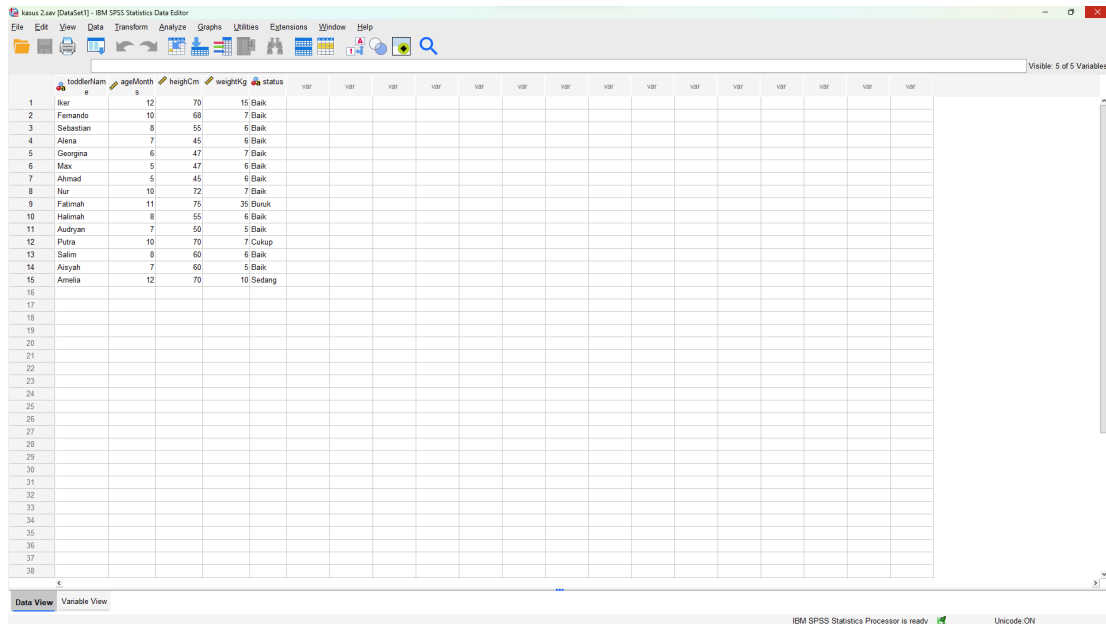 kasus 2.sav [DataSet1] - IBM SPSS Statistics Data Editor
File Edit View Data Transform Analyze Graphs Utilities Extensions Window Help
Visible: 5 of 5 Variables
toddlerName ageMonths heighCm weightKg status var var var var var var var var var var var var var var var
1 Iker 12 70 15 Baik
2 Fernando 10 68 7 Baik
3 Sebastian 8 55 6 Baik
4 Alena 7 45 6 Baik
5 Georgina 6 47 7 Baik
6 Max 5 47 6 Baik
7 Ahmad 5 45 6 Baik
8 Nur 10 72 7 Baik
9 Fatimah 11 75 35 Buruk
10 Halimah 8 55 6 Baik
11 Audryan 7 50 5 Baik
12 Putra 10 70 7 Cukup
13 Salim 8 60 6 Baik
14 Aisyah 7 60 5 Baik
15 Amelia 12 70 10 Sedang
16
17
18
19
20
21
22
23
24
25
26
27
28
29
30
31
32
33
34
35
36
37
38
Data View Variable View
IBM SPSS Statistics Processor is ready Unicode:ON